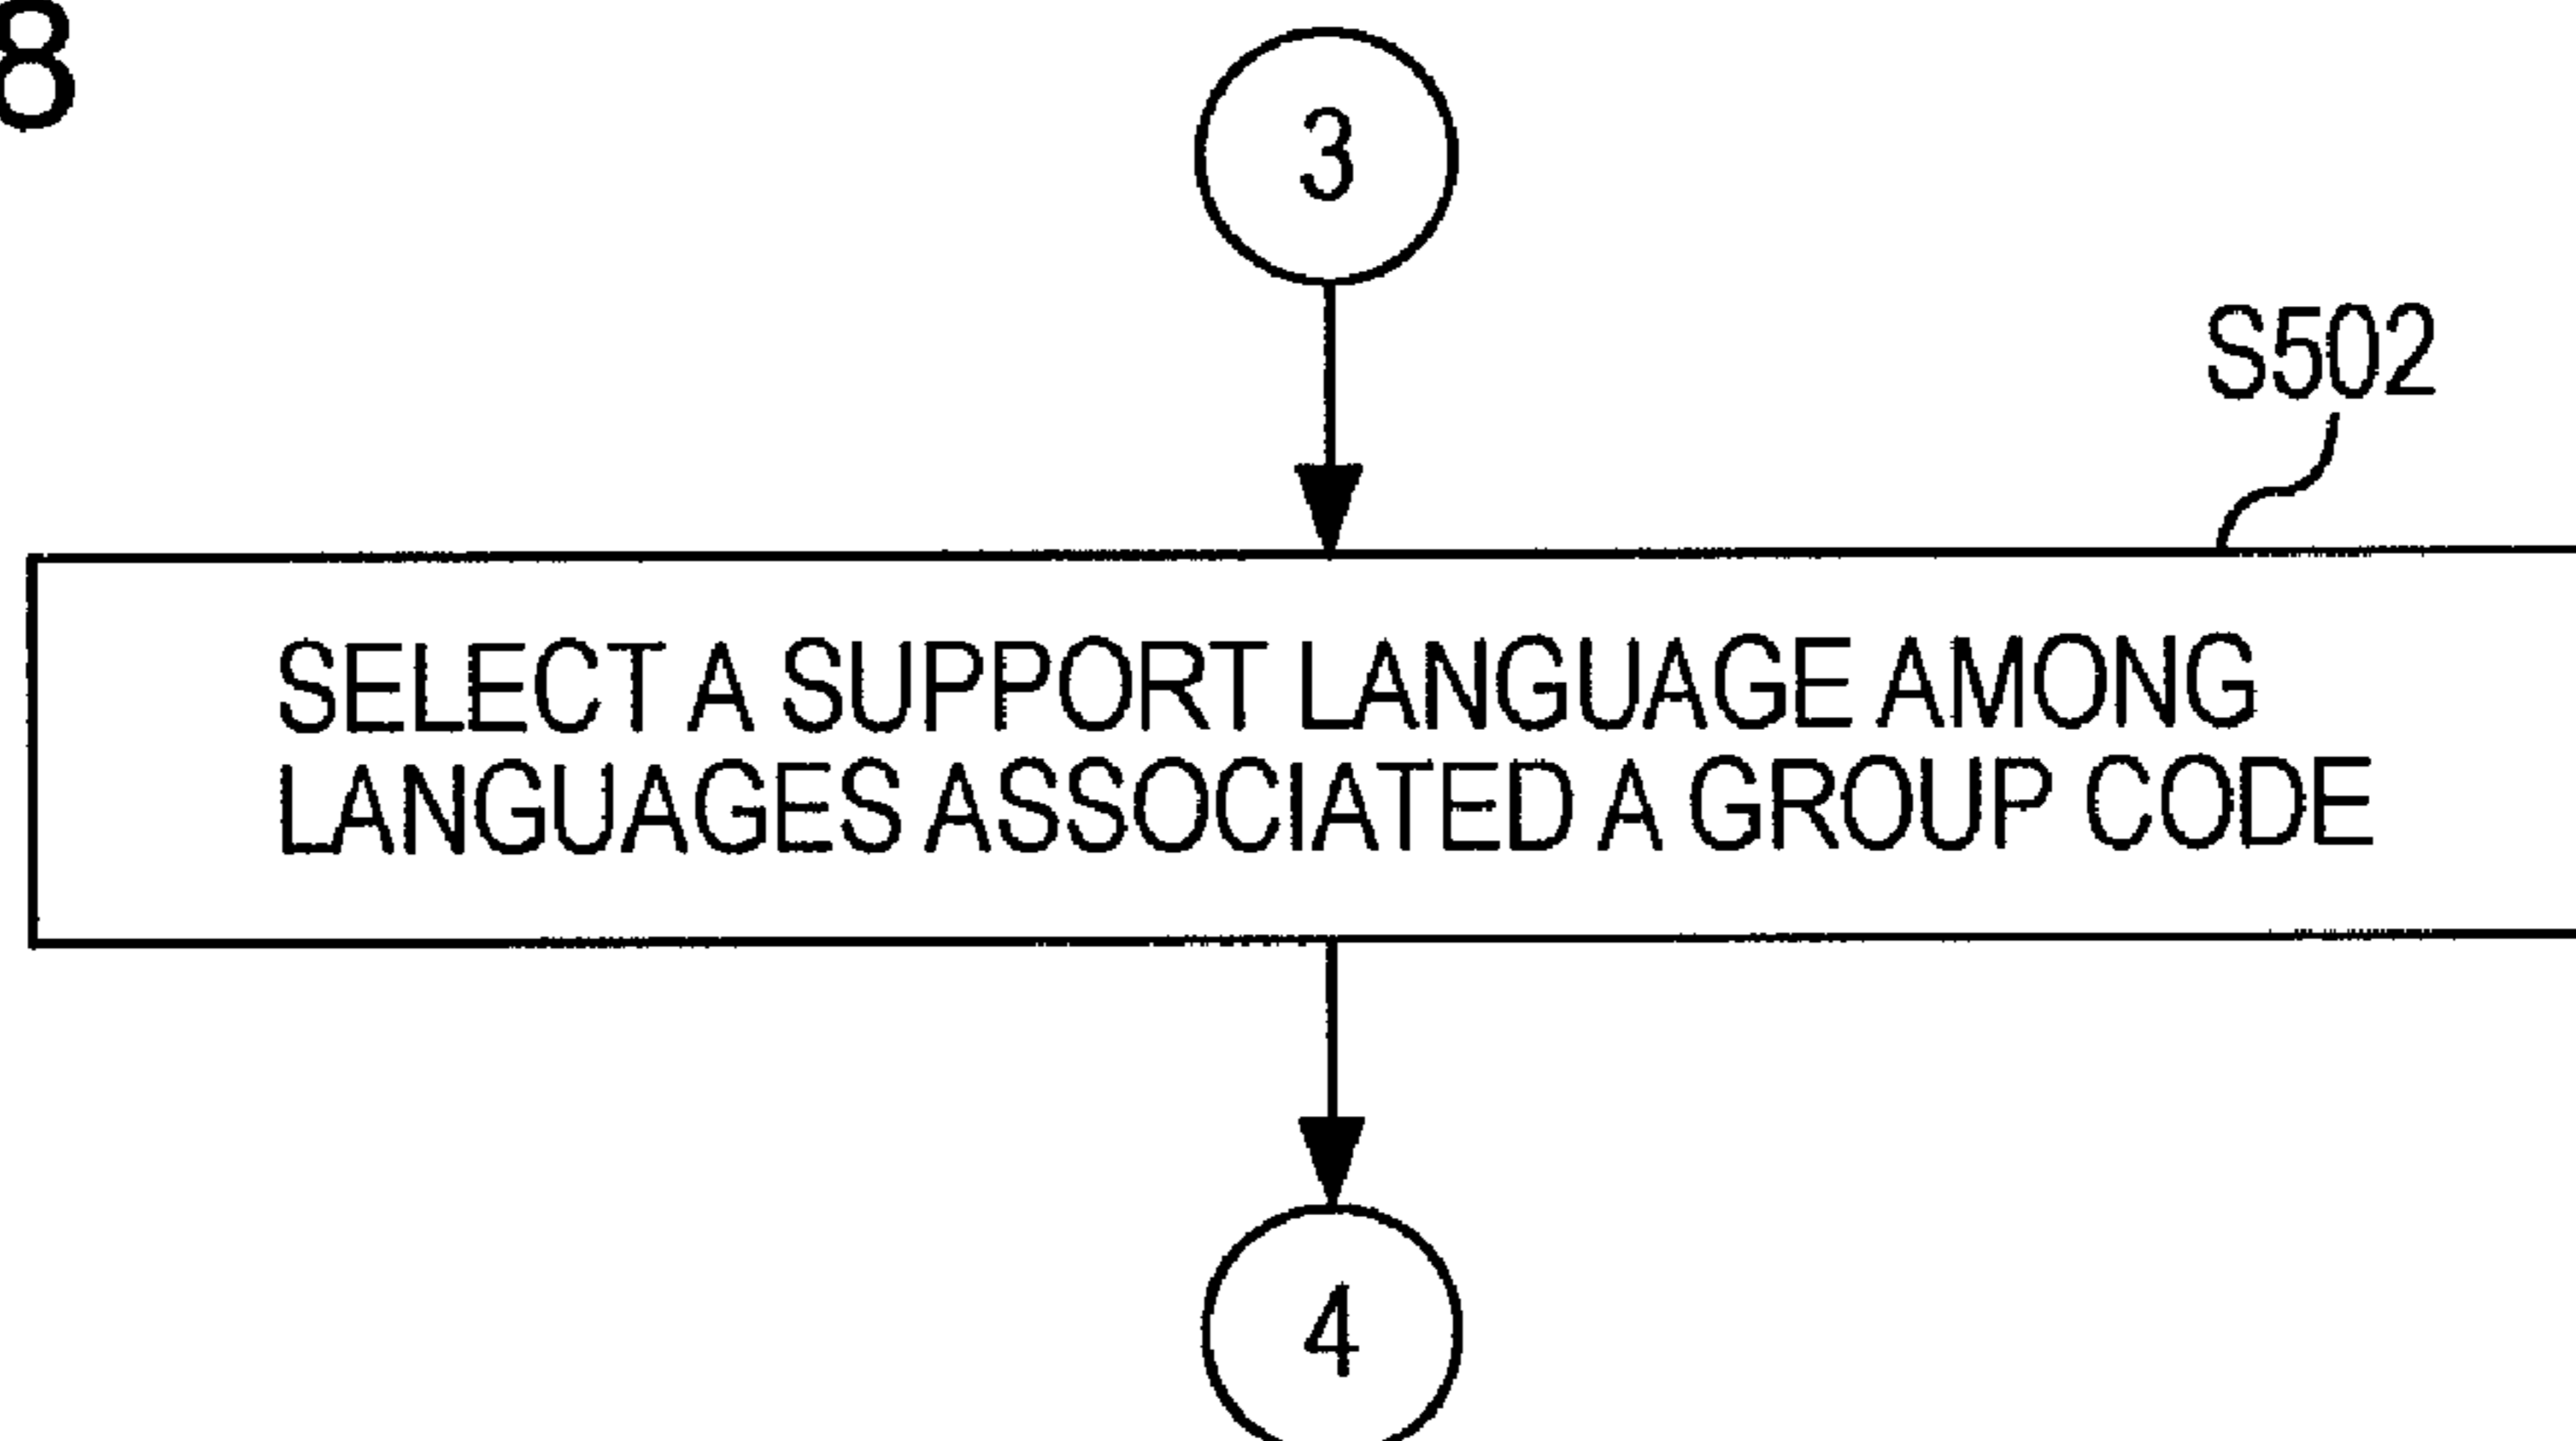 8
3
S502
SELECT A SUPPORT LANGUAGE AMONG
LANGUAGES ASSOCIATED A GROUP CODE
4